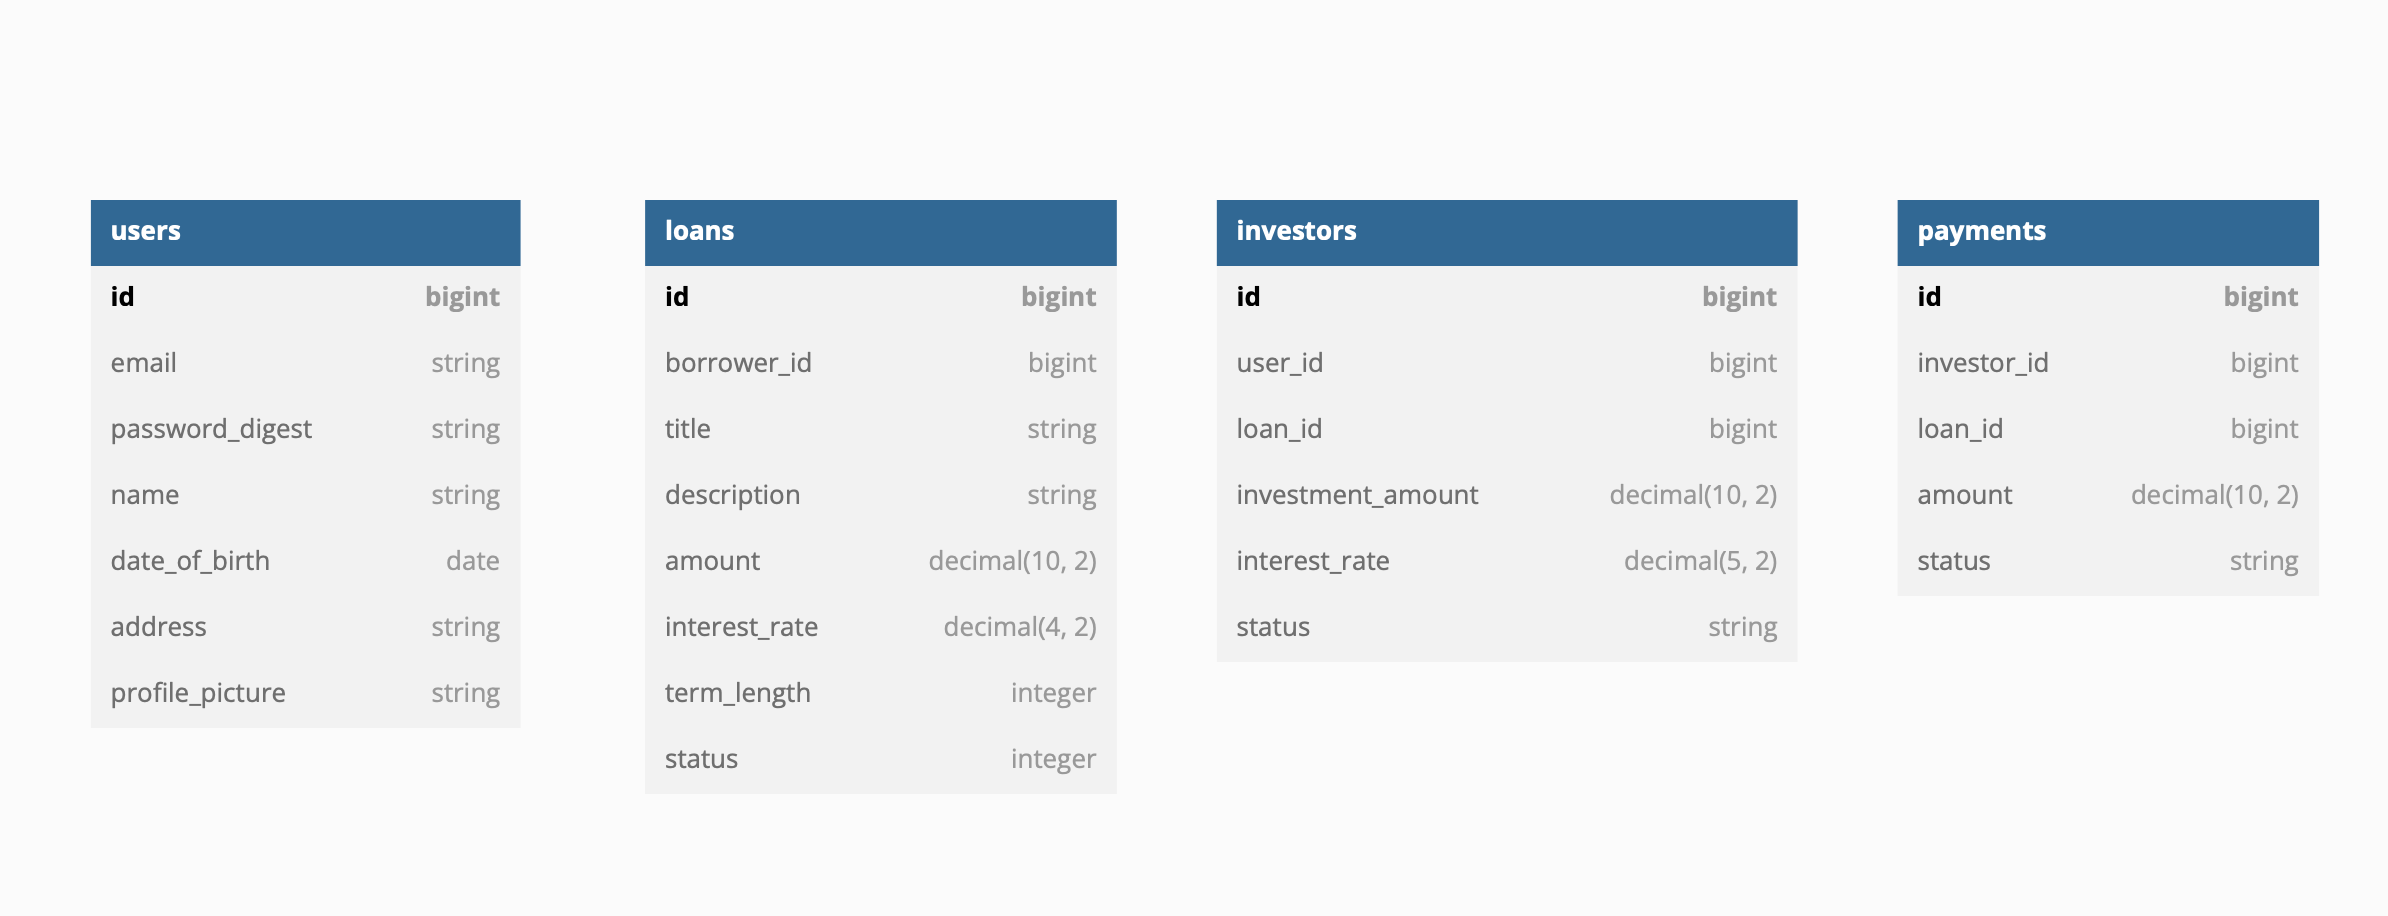 users
id bigint
email string
password_digest string
name string
date_of_birth date
address string
profile_picture string
loans
id bigint
borrower_id bigint
title string
description string
amount decimal(10, 2)
interest_rate decimal(4, 2)
term_length integer
status integer
investors
id bigint
user_id bigint
loan_id bigint
investment_amount decimal(10, 2)
interest_rate decimal(5, 2)
status string
payments
id bigint
investor_id bigint
loan_id bigint
amount decimal(10, 2)
status string